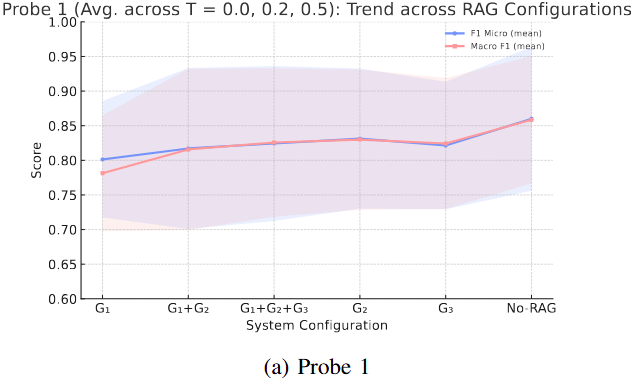 Probe 1 (Avg. across T = 0.0, 0.2, 0.5): Trend across RAG Configurations
1.00
0.95
0.90
0.85
0.80
0.75
0.70
0.65
0.60
Score
F1 Micro (mean)
Macro F1 (mean)
G₁
G₁+G₂
G₁+G₂+G₃
G₂
G₃
No-RAG
System Configuration
(a) Probe 1